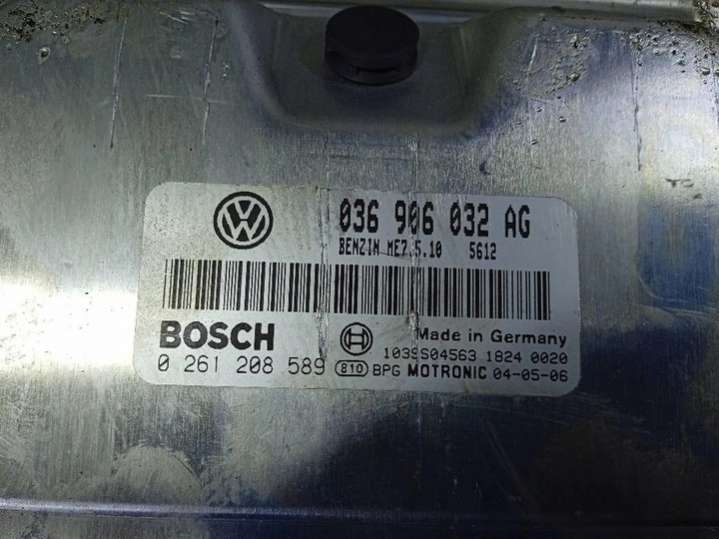 036 906 032 AG
BENZIN ME7.5.10 5612
BOSCH
Made in Germany
1039S04563 1824 0020
0 261 208 589 810 BPG MOTRONIC 04-05-06